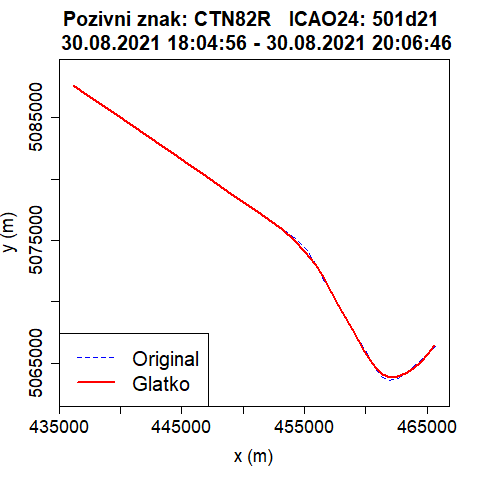 Pozivni znak: CTN82R   ICAO24: 501d21
30.08.2021 18:04:56 - 30.08.2021 20:06:46
5085000
5075000
5065000
y (m)
Original
Glatko
435000 445000 455000 465000
x (m)